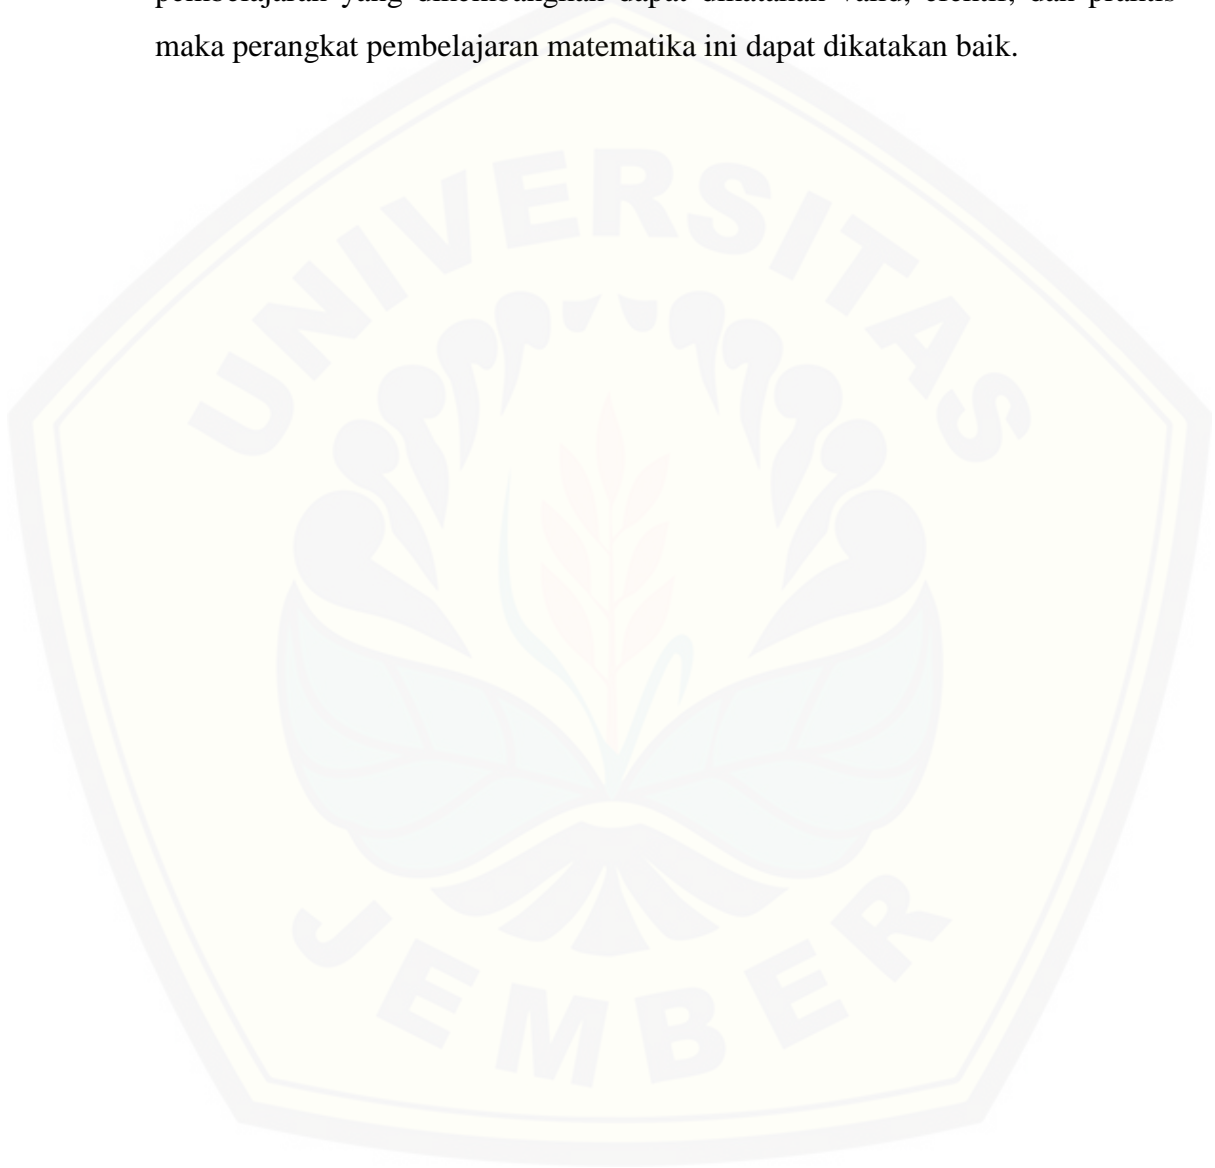 pembelajaran yang dikembangkan dapat dikatakan valid, efektif, dan praktis
maka perangkat pembelajaran matematika ini dapat dikatakan baik.
UNIVERSITAS
JEMBER